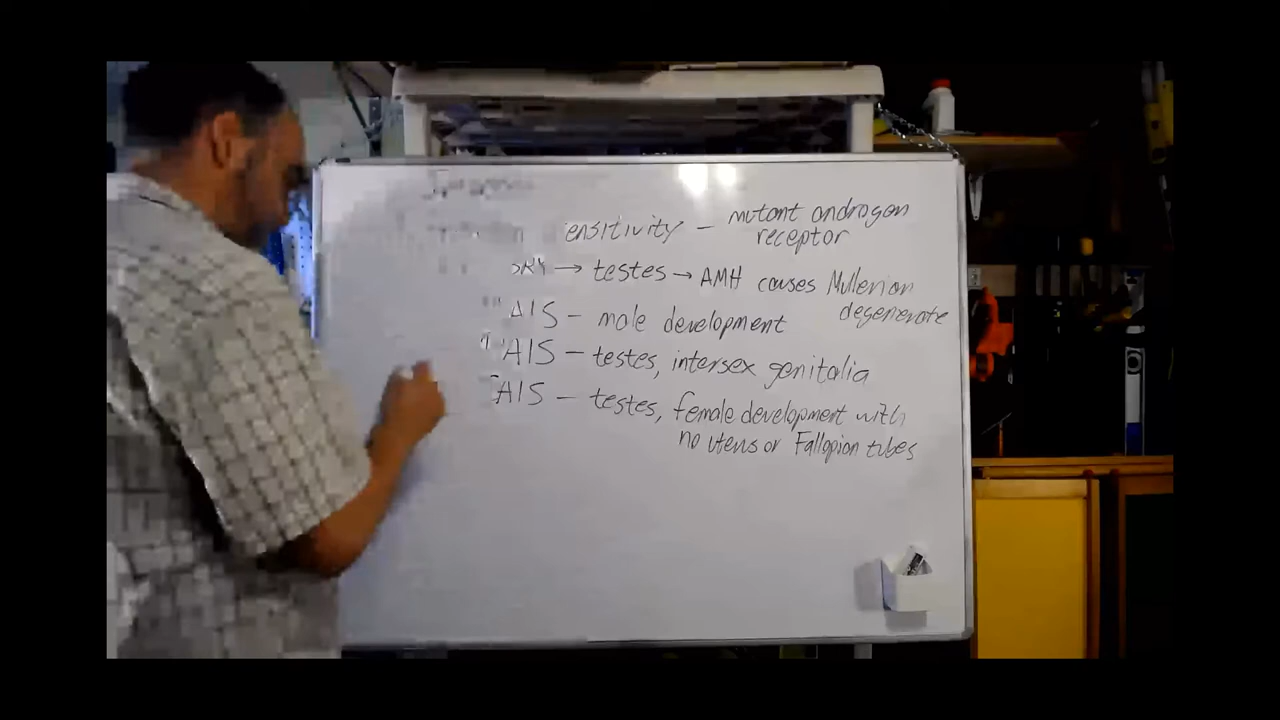 ensitivity – mutant androgen
receptor
SRY → testes → AMH causes Mullerian
degenerate
AIS – male development
AIS – testes, intersex genitalia
AIS – testes, female development with
no uterus or Fallopian tubes